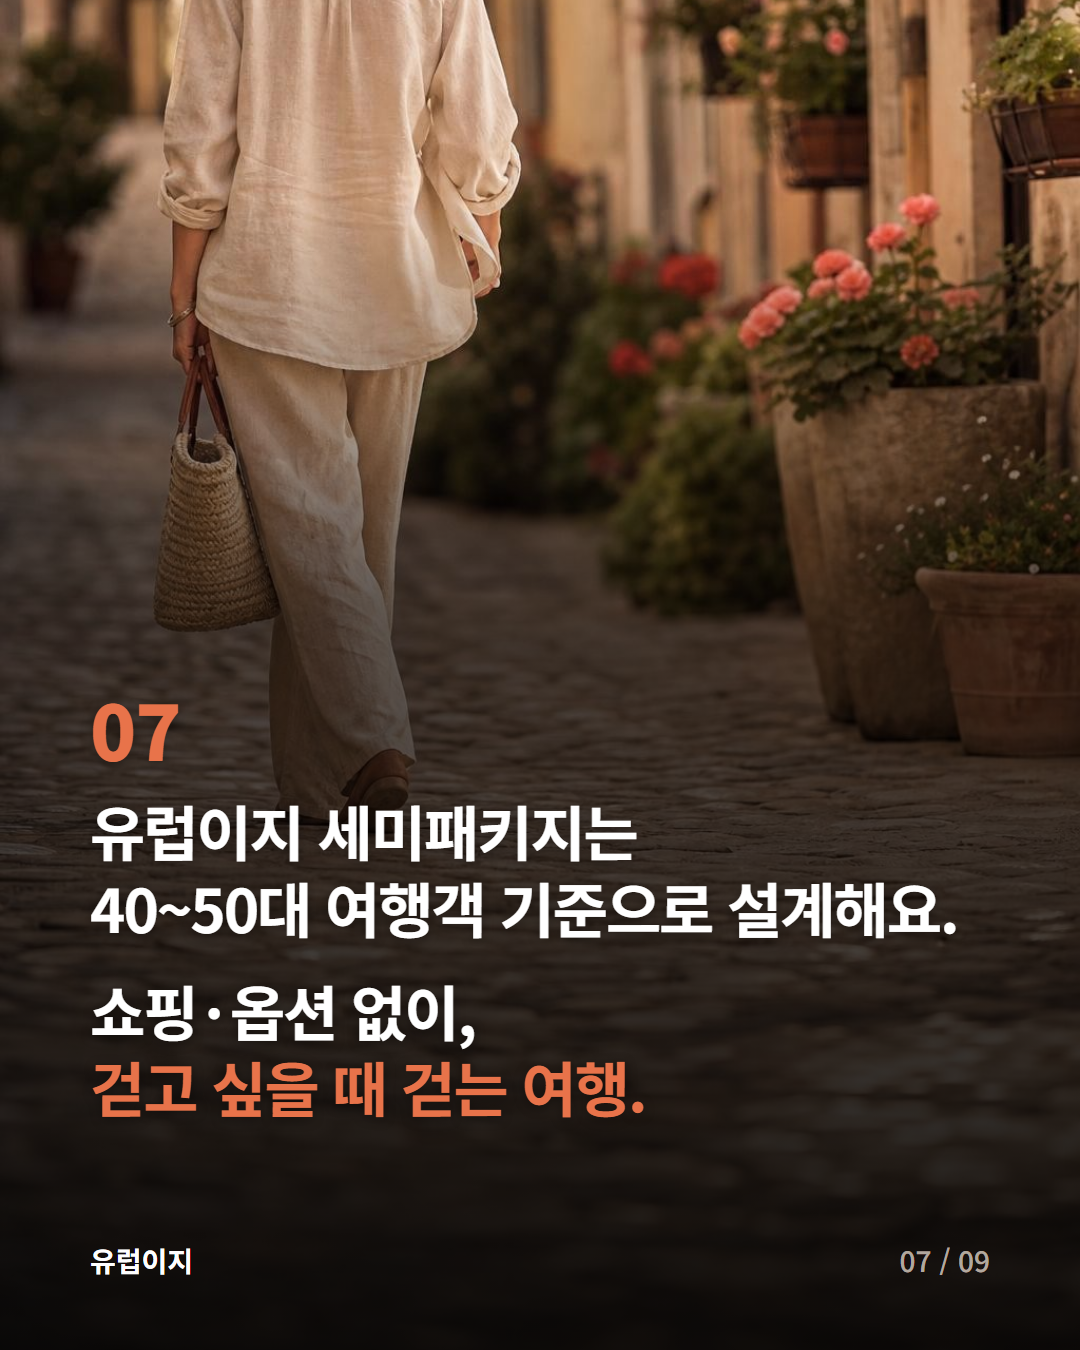 07
유럽이지 세미패키지는
40~50대 여행객 기준으로 설계해요.
쇼핑·옵션 없이,
걷고 싶을 때 걷는 여행.
유럽이지
07 / 09